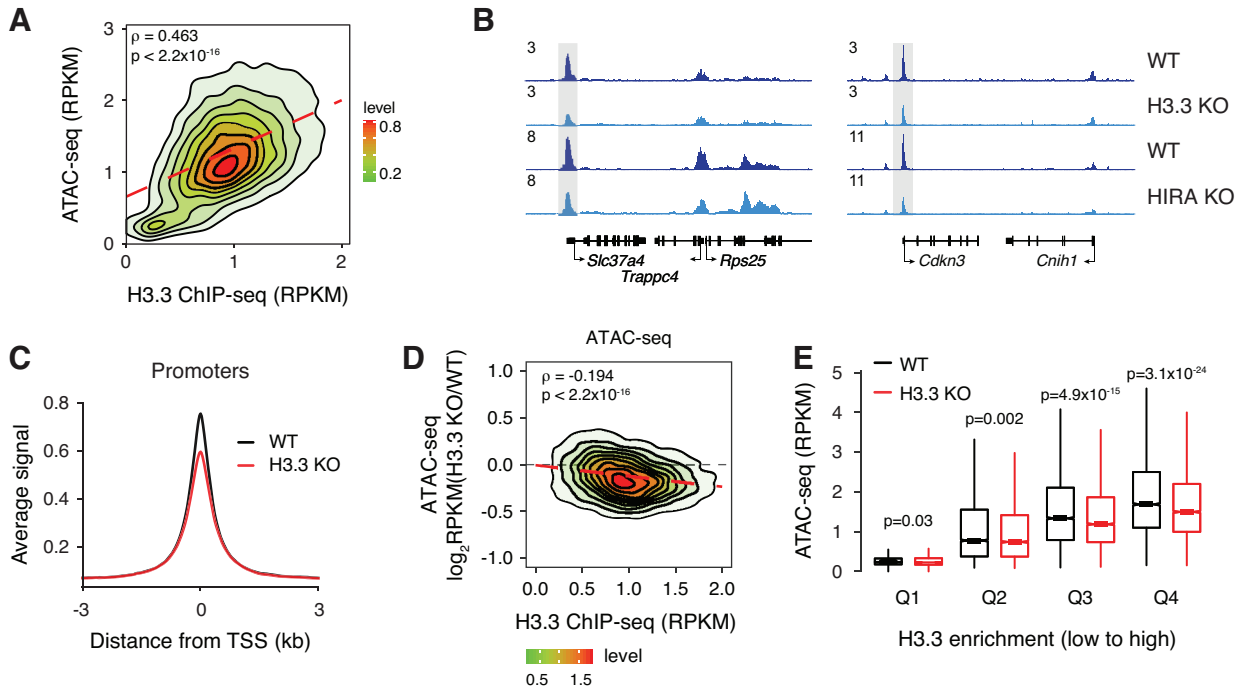 A
ρ = 0.463
p < 2.2x10⁻¹⁶
3
2
1
0
ATAC-seq (RPKM)
0
1
2
H3.3 ChIP-seq (RPKM)
level
0.8
0.2
B
3
3
WT
3
3
H3.3 KO
8
11
WT
8
11
HIRA KO
Slc37a4
Trappc4
Rps25
Cdkn3
Cnih1
C
Promoters
0.8
0.6
0.4
0.2
Average signal
WT
H3.3 KO
-3
0
3
Distance from TSS (kb)
D
ATAC-seq
ρ = -0.194
p < 2.2x10⁻¹⁶
1.0
0.5
0.0
-0.5
-1.0
ATAC-seq
log₂RPKM(H3.3 KO/WT)
0.0
0.5
1.0
1.5
2.0
H3.3 ChIP-seq (RPKM)
level
0.5
1.5
E
WT
H3.3 KO
5
4
3
2
1
0
ATAC-seq (RPKM)
p=0.03
p=0.002
p=4.9x10⁻¹⁵
p=3.1x10⁻²⁴
Q1
Q2
Q3
Q4
H3.3 enrichment (low to high)